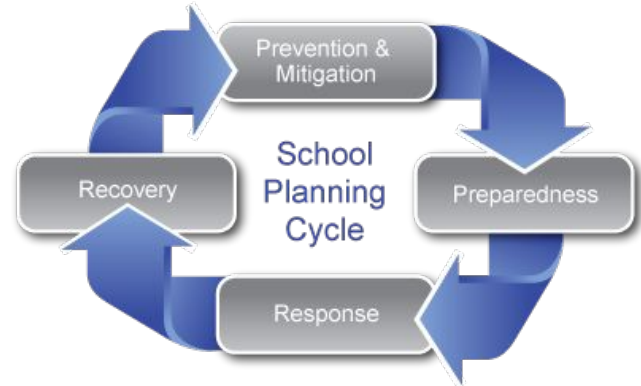 Prevention &
Mitigation
School
Planning
Cycle
Recovery
Preparedness
Response